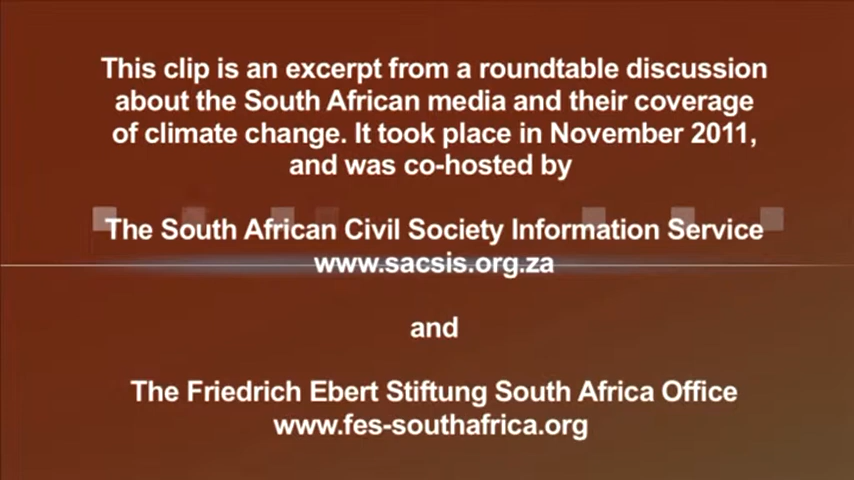 This clip is an excerpt from a roundtable discussion
about the South African media and their coverage
of climate change. It took place in November 2011,
and was co-hosted by
The South African Civil Society Information Service
www.sacsis.org.za
and
The Friedrich Ebert Stiftung South Africa Office
www.fes-southafrica.org